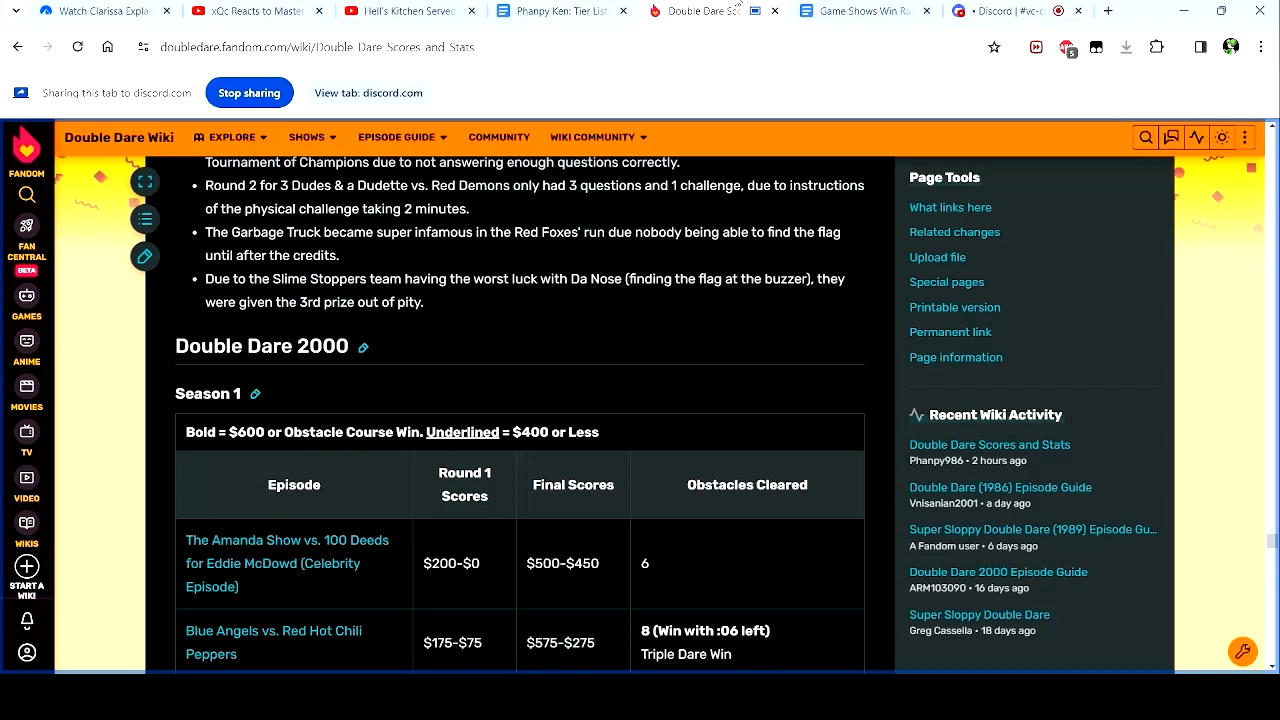 Watch Clarissa Expla
xQc Reacts to Master
Hell's Kitchen Served
Phanpy Ken: Tier List
Double Dare Sco
Game Shows Win Ra
• Discord | #vc-c
doubledare.fandom.com/wiki/Double_Dare_Scores_and_Stats
5
Sharing this tab to discord.com
Stop sharing
View tab: discord.com
Double Dare Wiki
EXPLORE
SHOWS
EPISODE GUIDE
COMMUNITY
WIKI COMMUNITY
FANDOM
FAN CENTRAL
BETA
GAMES
ANIME
MOVIES
TV
VIDEO
WIKIS
START A WIKI
Tournament of Champions due to not answering enough questions correctly.
• Round 2 for 3 Dudes & a Dudette vs. Red Demons only had 3 questions and 1 challenge, due to instructions
of the physical challenge taking 2 minutes.
• The Garbage Truck became super infamous in the Red Foxes' run due nobody being able to find the flag
until after the credits.
• Due to the Slime Stoppers team having the worst luck with Da Nose (finding the flag at the buzzer), they
were given the 3rd prize out of pity.
Double Dare 2000
Season 1
Bold = $600 or Obstacle Course Win. Underlined = $400 or Less
Episode
Round 1
Scores
Final Scores
Obstacles Cleared
The Amanda Show vs. 100 Deeds
for Eddie McDowd (Celebrity
Episode)
$200-$0
$500-$450
6
Blue Angels vs. Red Hot Chili
Peppers
$175-$75
$575-$275
8 (Win with :06 left)
Triple Dare Win
Page Tools
What links here
Related changes
Upload file
Special pages
Printable version
Permanent link
Page information
Recent Wiki Activity
Double Dare Scores and Stats
Phanpy986 • 2 hours ago
Double Dare (1986) Episode Guide
Vnisanian2001 • a day ago
Super Sloppy Double Dare (1989) Episode Gu...
A Fandom user • 6 days ago
Double Dare 2000 Episode Guide
ARM103090 • 16 days ago
Super Sloppy Double Dare
Greg Cassella • 18 days ago